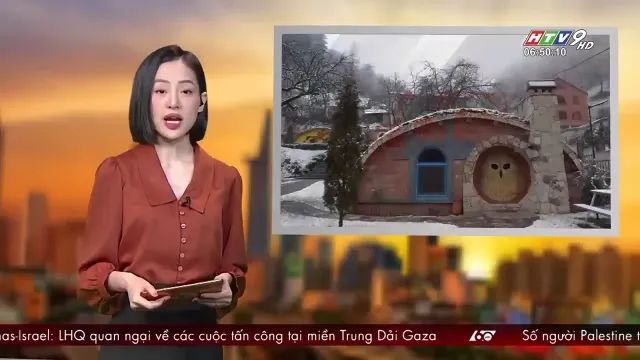 HTV9 HD
06:50:10
nas-Israel: LHQ quan ngại về các cuộc tấn công tại miền Trung Dải Gaza
Số người Palestine t